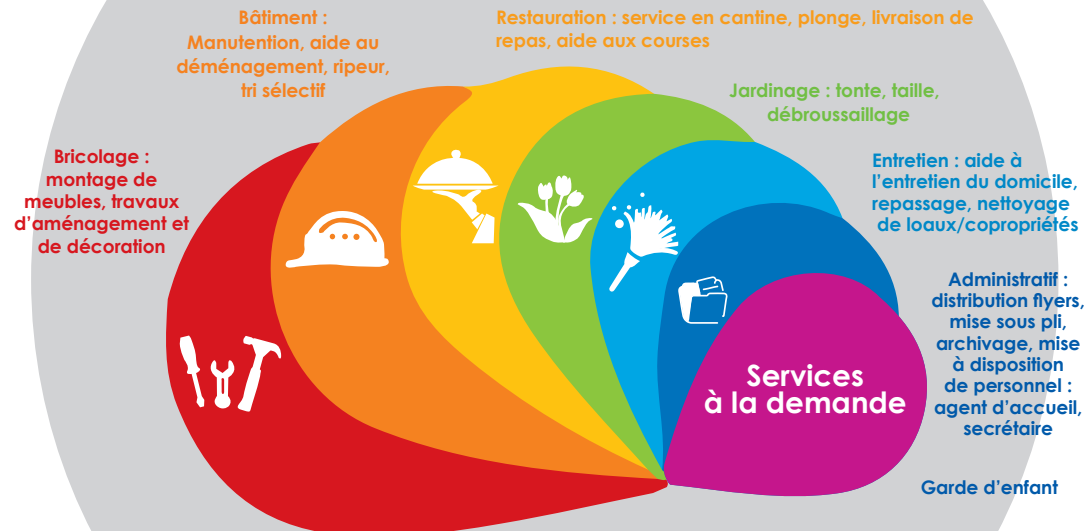 Bâtiment :
Manutention, aide au
déménagement, ripeur,
tri sélectif
Restauration : service en cantine, plonge, livraison de
repas, aide aux courses
Jardinage : tonte, taille,
débroussaillage
Bricolage :
montage de
meubles, travaux
d’aménagement et
de décoration
Entretien : aide à
l’entretien du domicile,
repassage, nettoyage
de loaux/copropriétés
Administratif :
distribution flyers,
mise sous pli,
archivage, mise
à disposition
de personnel :
agent d’accueil,
secrétaire
Services
à la demande
Garde d’enfant